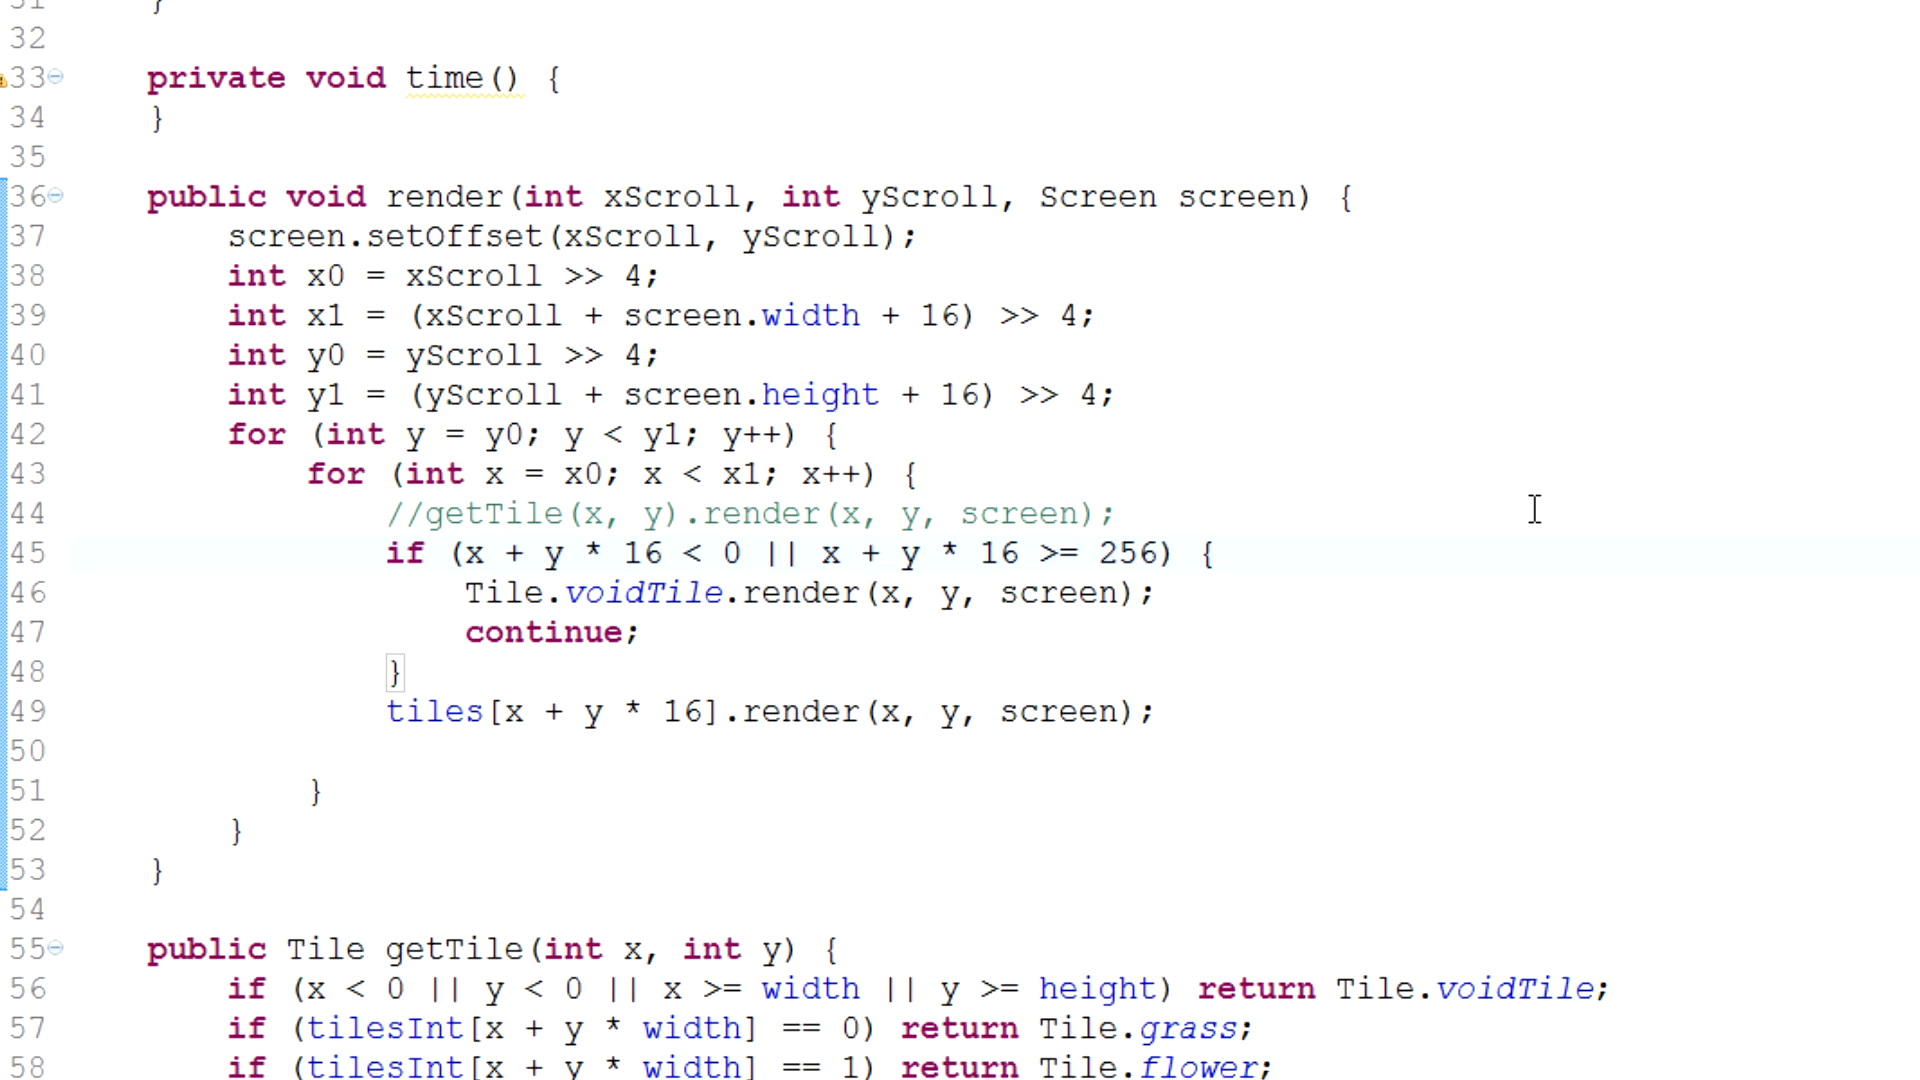 31 }
32
33 private void time() {
34 }
35
36 public void render(int xScroll, int yScroll, Screen screen) {
37 screen.setOffset(xScroll, yScroll);
38 int x0 = xScroll >> 4;
39 int x1 = (xScroll + screen.width + 16) >> 4;
40 int y0 = yScroll >> 4;
41 int y1 = (yScroll + screen.height + 16) >> 4;
42 for (int y = y0; y < y1; y++) {
43 for (int x = x0; x < x1; x++) {
44 //getTile(x, y).render(x, y, screen);
45 if (x + y * 16 < 0 || x + y * 16 >= 256) {
46 Tile.voidTile.render(x, y, screen);
47 continue;
48 }
49 tiles[x + y * 16].render(x, y, screen);
50
51 }
52 }
53 }
54
55 public Tile getTile(int x, int y) {
56 if (x < 0 || y < 0 || x >= width || y >= height) return Tile.voidTile;
57 if (tilesInt[x + y * width] == 0) return Tile.grass;
58 if (tilesInt[x + y * width] == 1) return Tile.flower;